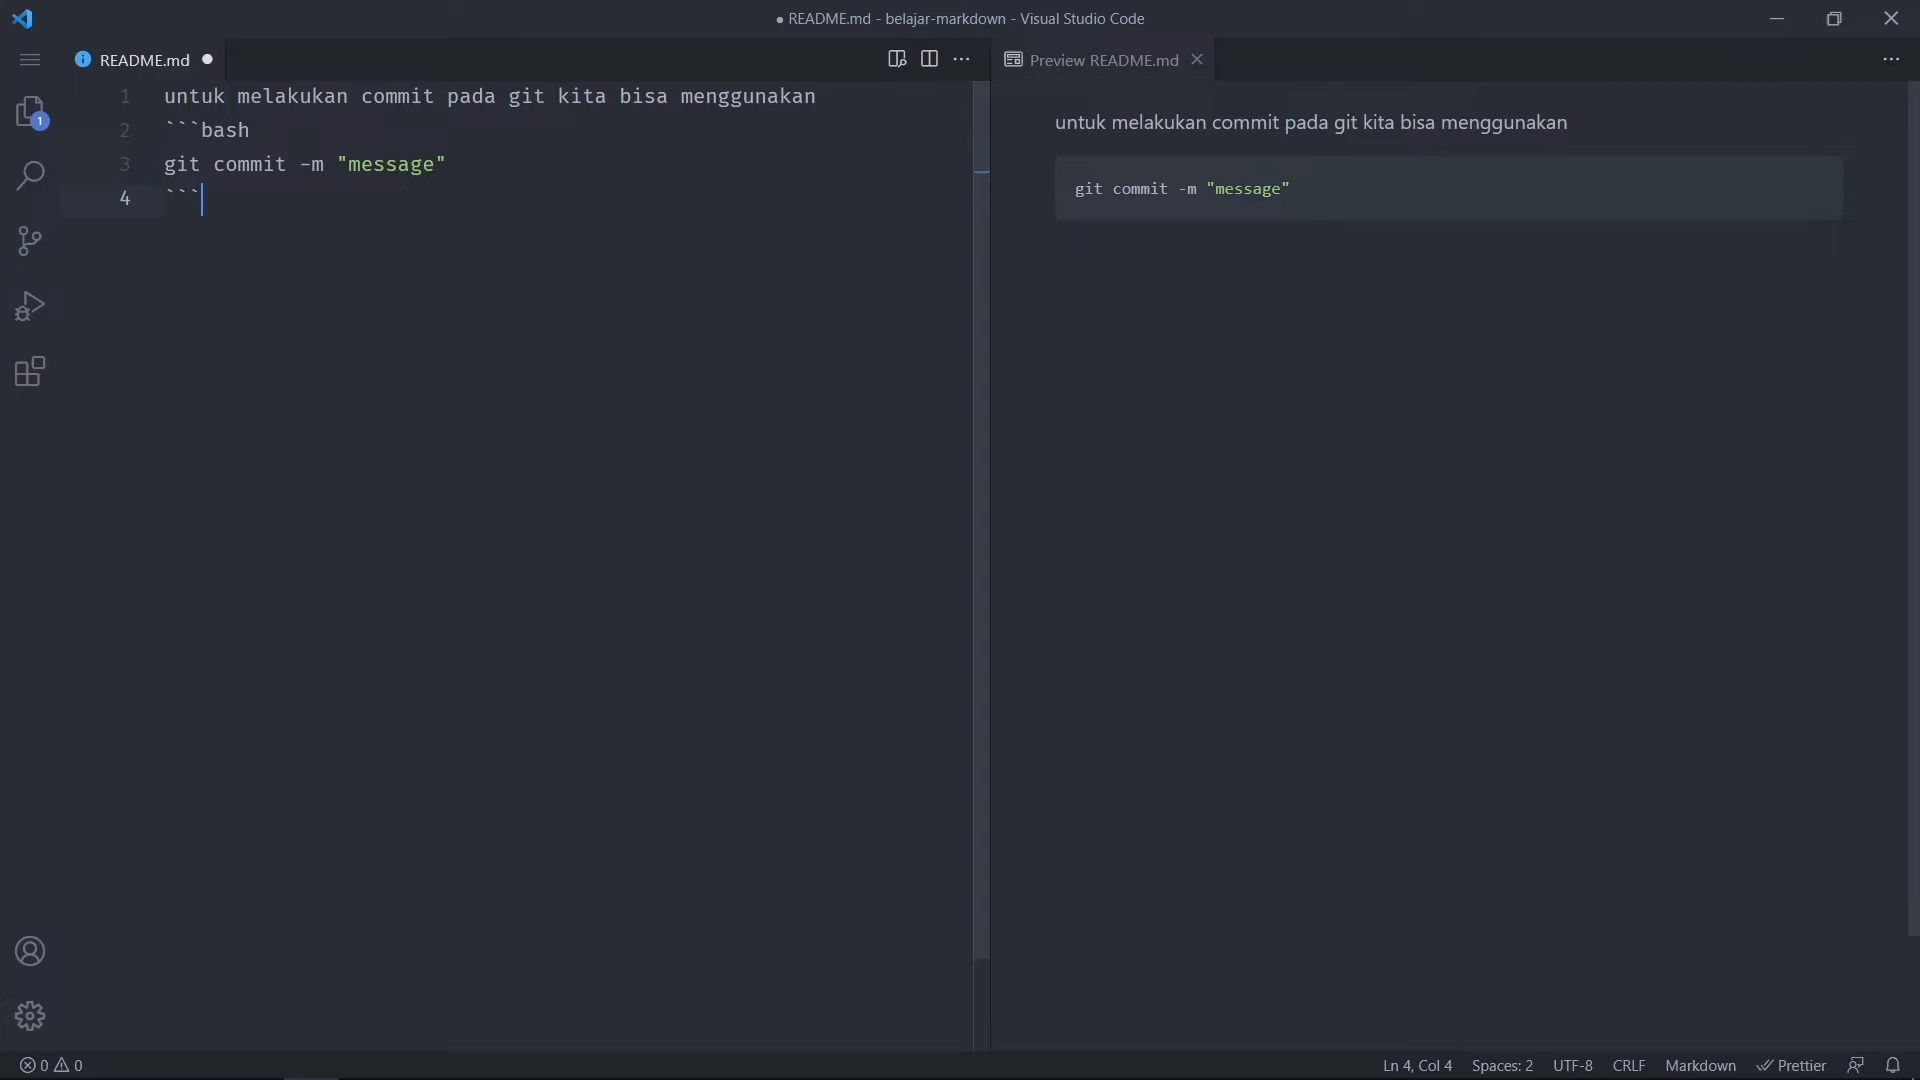 ● README.md - belajar-markdown - Visual Studio Code
README.md ●
Preview README.md
1 untuk melakukan commit pada git kita bisa menggunakan
2 ```bash
3 git commit -m "message"
4 ```
1
untuk melakukan commit pada git kita bisa menggunakan
git commit -m "message"
0 0
Ln 4, Col 4 Spaces: 2 UTF-8 CRLF Markdown Prettier